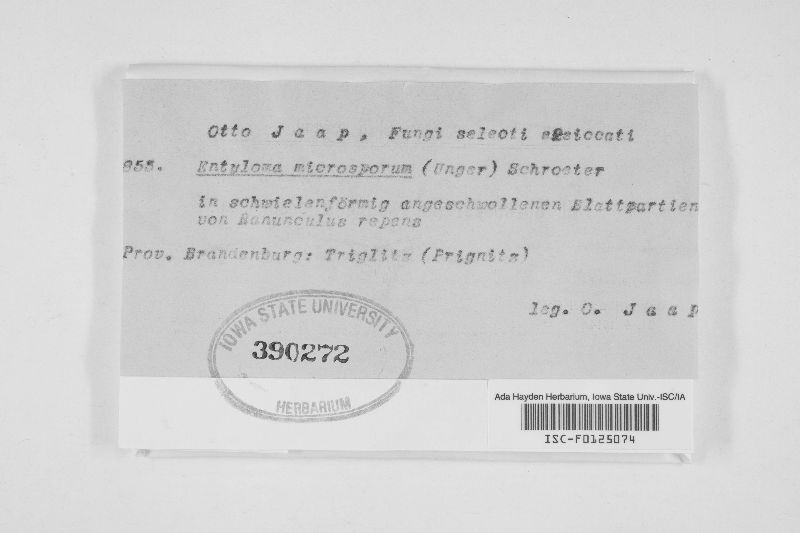 Otto Jaap, Fungi selecti exsiccati
855. Entyloma microsporum (Unger) Schroeter
in schwielenförmig angeschwollenen Blattpartien
von Ranunculus repens
Prov. Brandenburg: Triglitz (Prignitz)
leg. O. Jaap
IOWA STATE UNIVERSITY
390272
HERBARIUM
Ada Hayden Herbarium, Iowa State Univ.-ISC/IA
ISC-F0125074